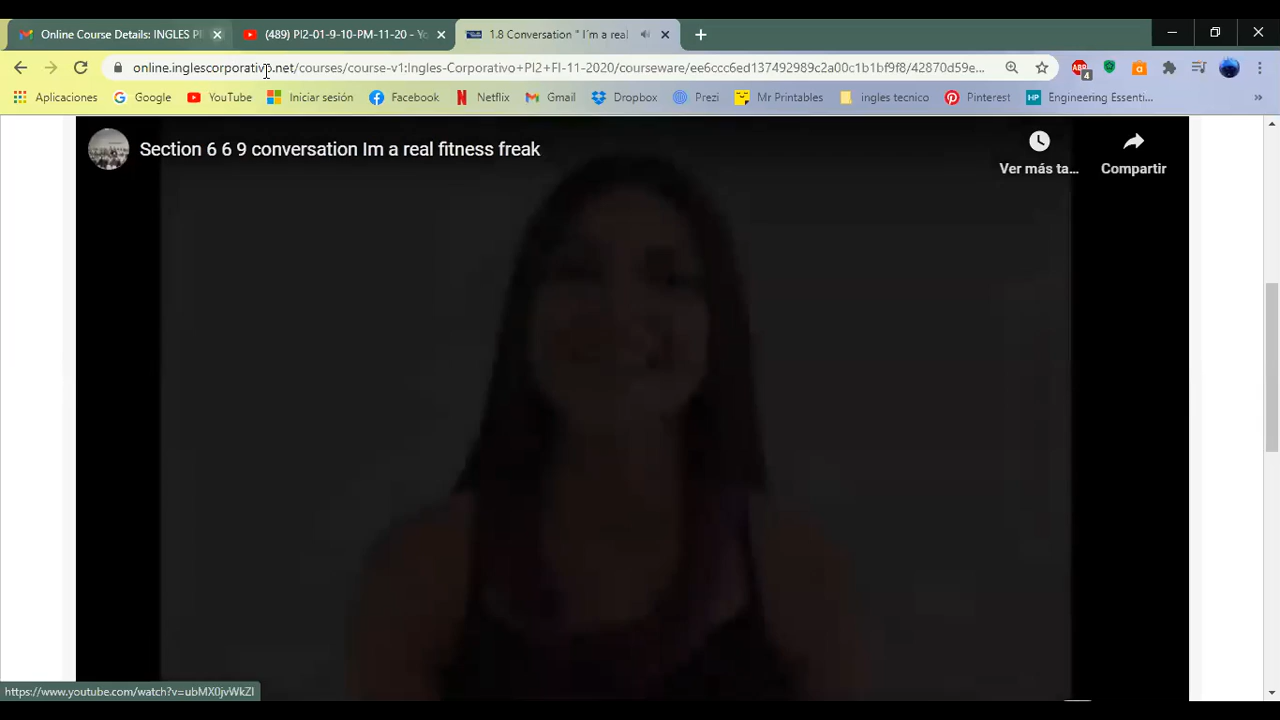 Online Course Details: INGLES PI
(489) PI2-01-9-10-PM-11-20 - Yo
1.8 Conversation " I´m a real
online.inglescorporativo.net/courses/course-v1:Ingles-Corporativo+PI2+FI-11-2020/courseware/ee6ccc6ed137492989c2a00c1b1bf9f8/42870d59e...
4
Aplicaciones Google YouTube Iniciar sesión Facebook Netflix Gmail Dropbox Prezi Mr Printables ingles tecnico Pinterest HP Engineering Essenti... »
Section 6 6 9 conversation Im a real fitness freak
Ver más ta... Compartir
https://www.youtube.com/watch?v=ubMX0jvWkZI